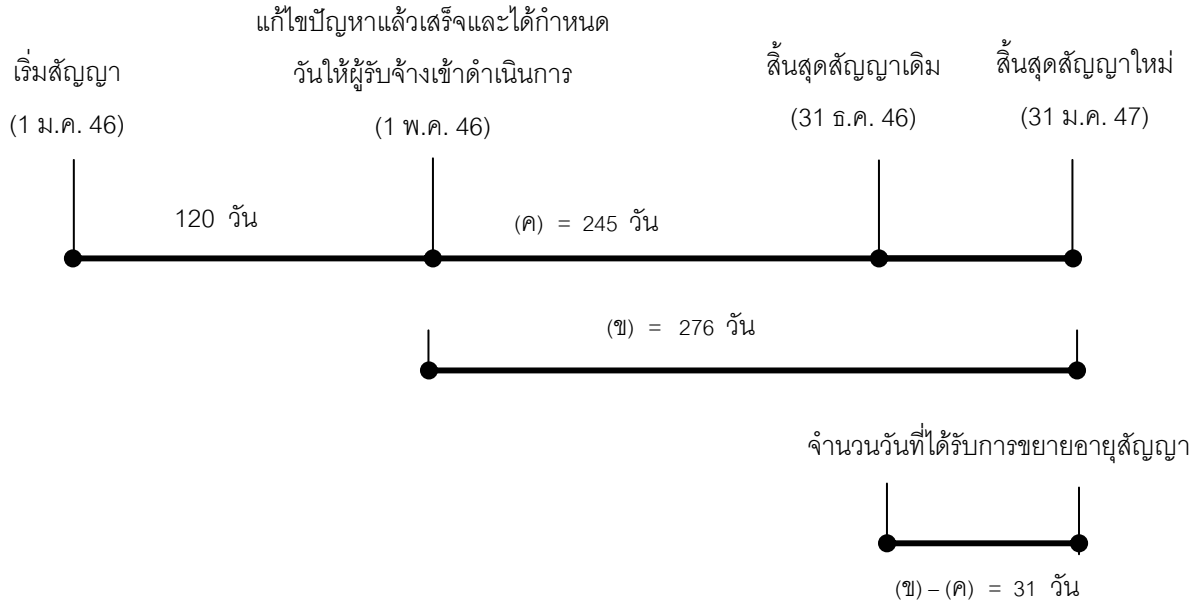 แก้ไขปัญหาแล้วเสร็จและได้กำหนด
วันให้ผู้รับจ้างเข้าดำเนินการ
(1 พ.ค. 46)
เริ่มสัญญา
(1 ม.ค. 46)
สิ้นสุดสัญญาเดิม
(31 ธ.ค. 46)
สิ้นสุดสัญญาใหม่
(31 ม.ค. 47)
120 วัน
(ค) = 245 วัน
(ข) = 276 วัน
จำนวนวันที่ได้รับการขยายอายุสัญญา
(ข) – (ค) = 31 วัน